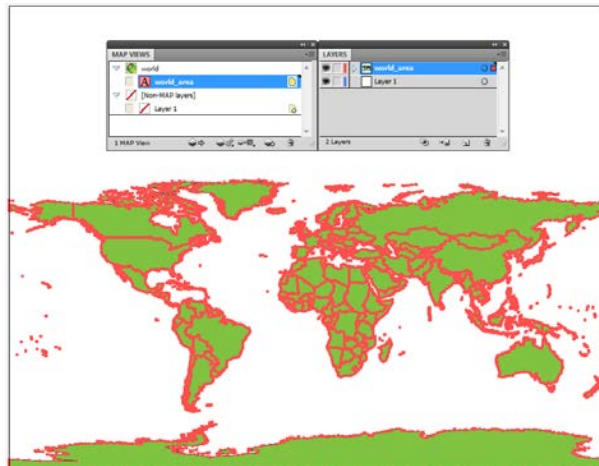 MAP VIEWS
world
A world_area
[Non-MAP layers]
Layer 1
1 MAP View
LAYERS
world_area
Layer 1
2 Layers